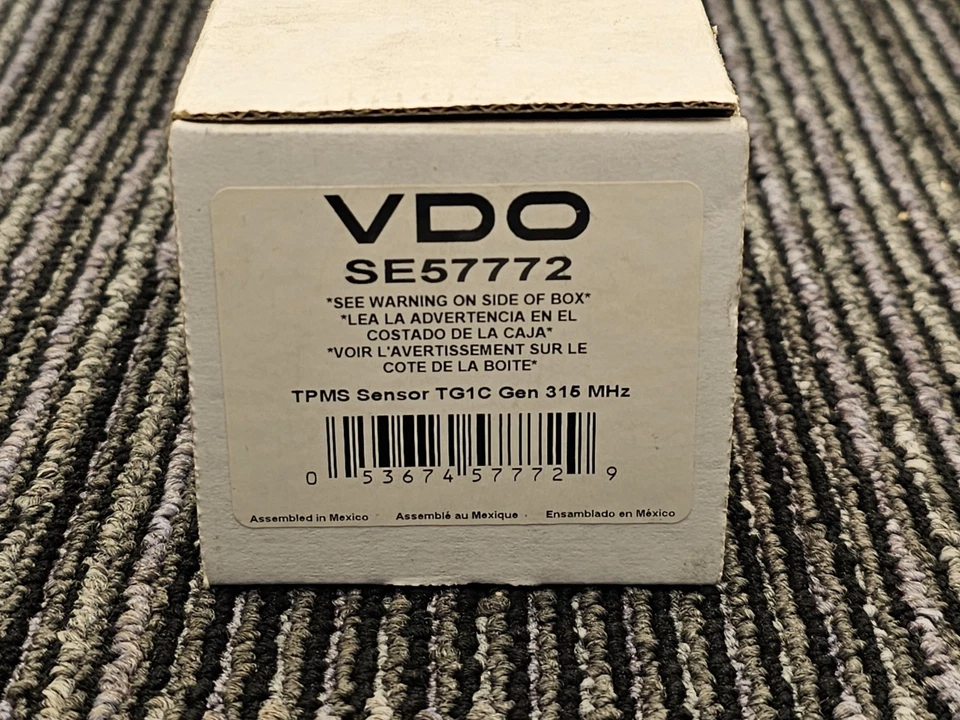 VDO
SE57772
*SEE WARNING ON SIDE OF BOX*
*LEA LA ADVERTENCIA EN EL
COSTADO DE LA CAJA*
*VOIR L'AVERTISSEMENT SUR LE
COTE DE LA BOITE*
TPMS Sensor TG1C Gen 315 MHz
0 53674 57772 9
Assembled in Mexico · Assemblé au Mexique · Ensamblado en México